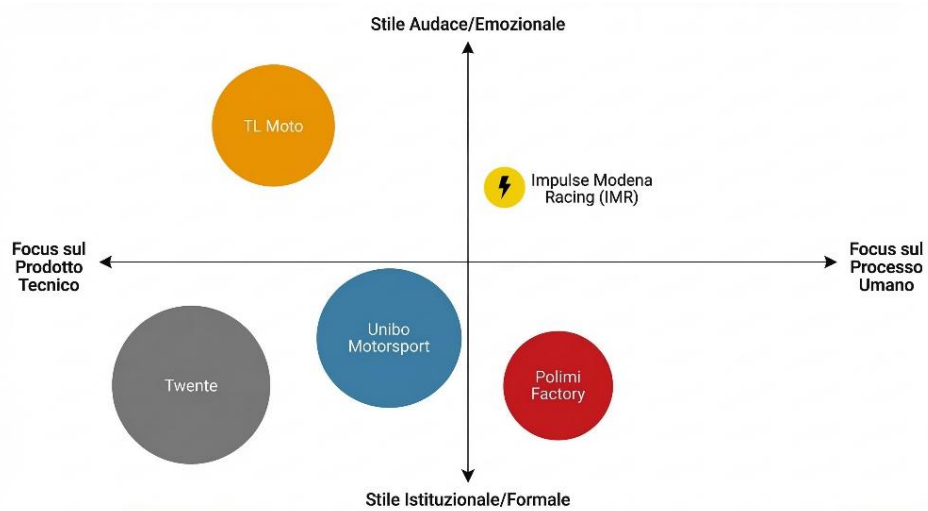 Stile Audace/Emozionale
TL Moto
Impulse Modena
Racing (IMR)
Focus sul
Prodotto
Tecnico
Focus sul
Processo
Umano
Unibo
Motorsport
Twente
Polimi
Factory
Stile Istituzionale/Formale